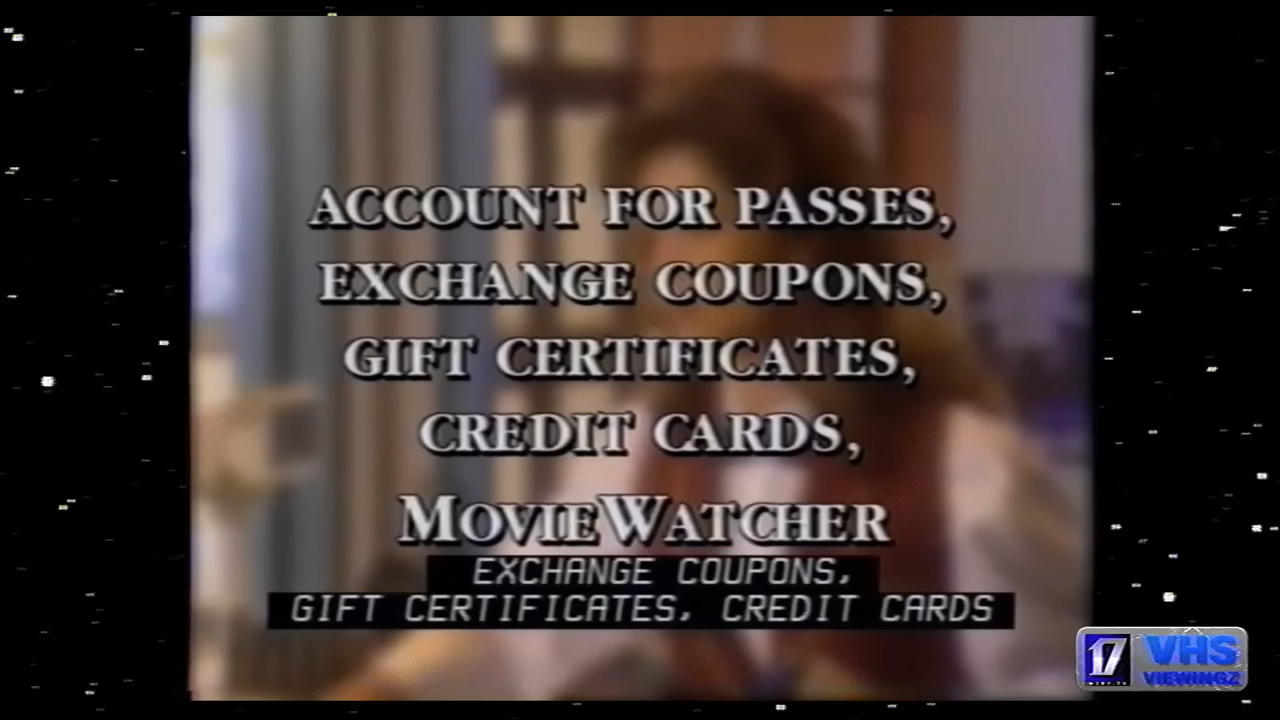 ACCOUNT FOR PASSES,
EXCHANGE COUPONS,
GIFT CERTIFICATES,
CREDIT CARDS,
MOVIEWATCHER
EXCHANGE COUPONS,
GIFT CERTIFICATES, CREDIT CARDS
17
VHS
VIEWINGZ